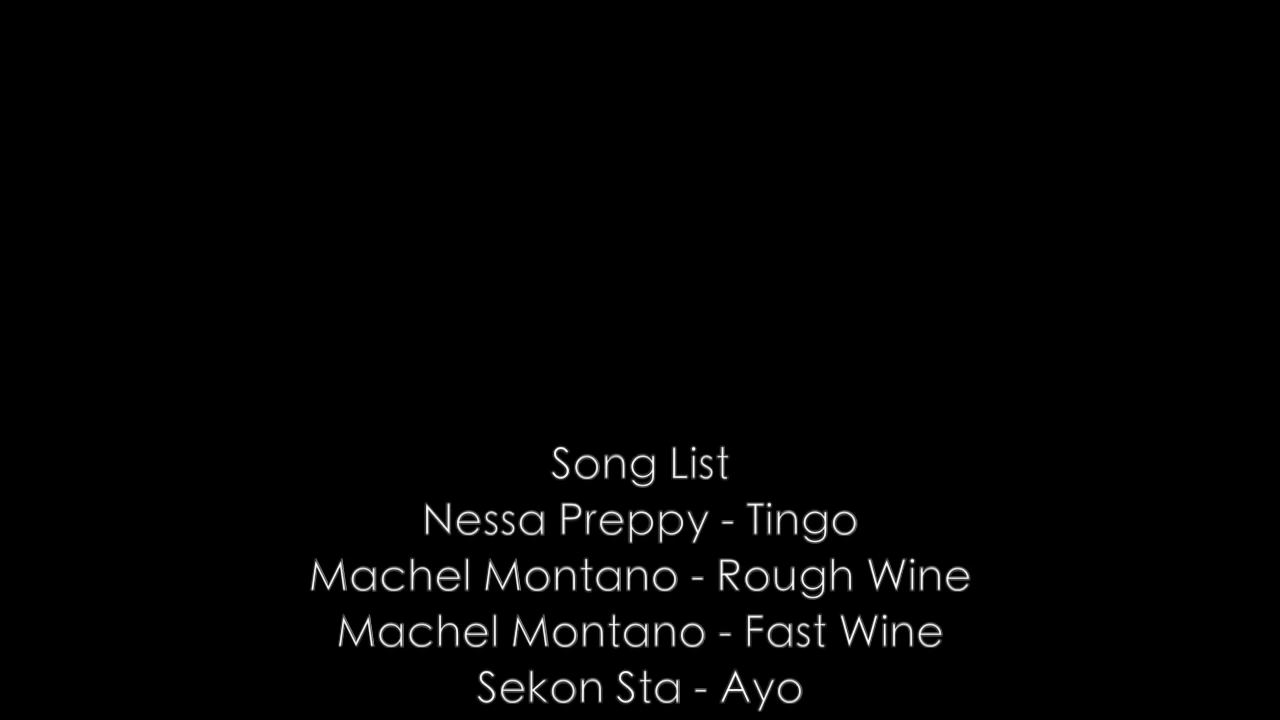 Song List
Nessa Preppy - Tingo
Machel Montano - Rough Wine
Machel Montano - Fast Wine
Sekon Sta - Ayo